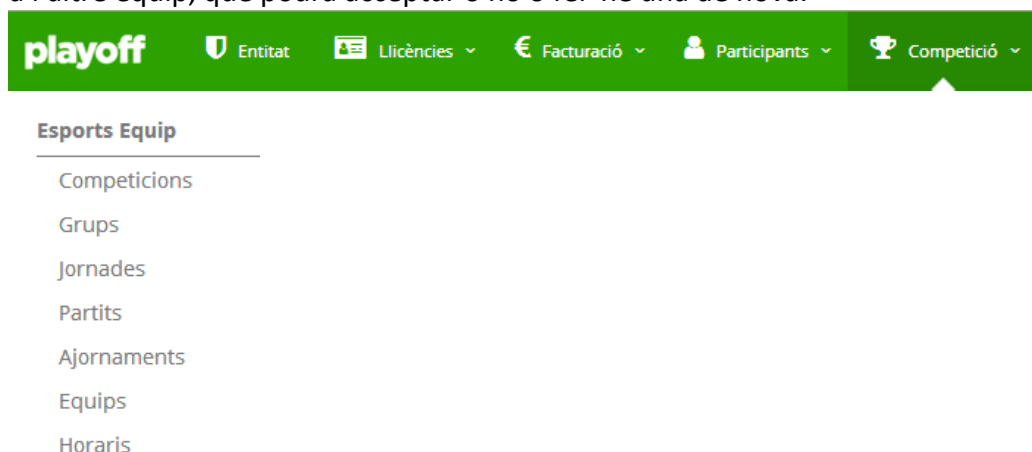 a l'altre equip, que podrà acceptar o no o fer-ne una de nova.
playoff Entitat Llicències Facturació Participants Competició
Esports Equip
Competicions
Grups
Jornades
Partits
Ajornaments
Equips
Horaris